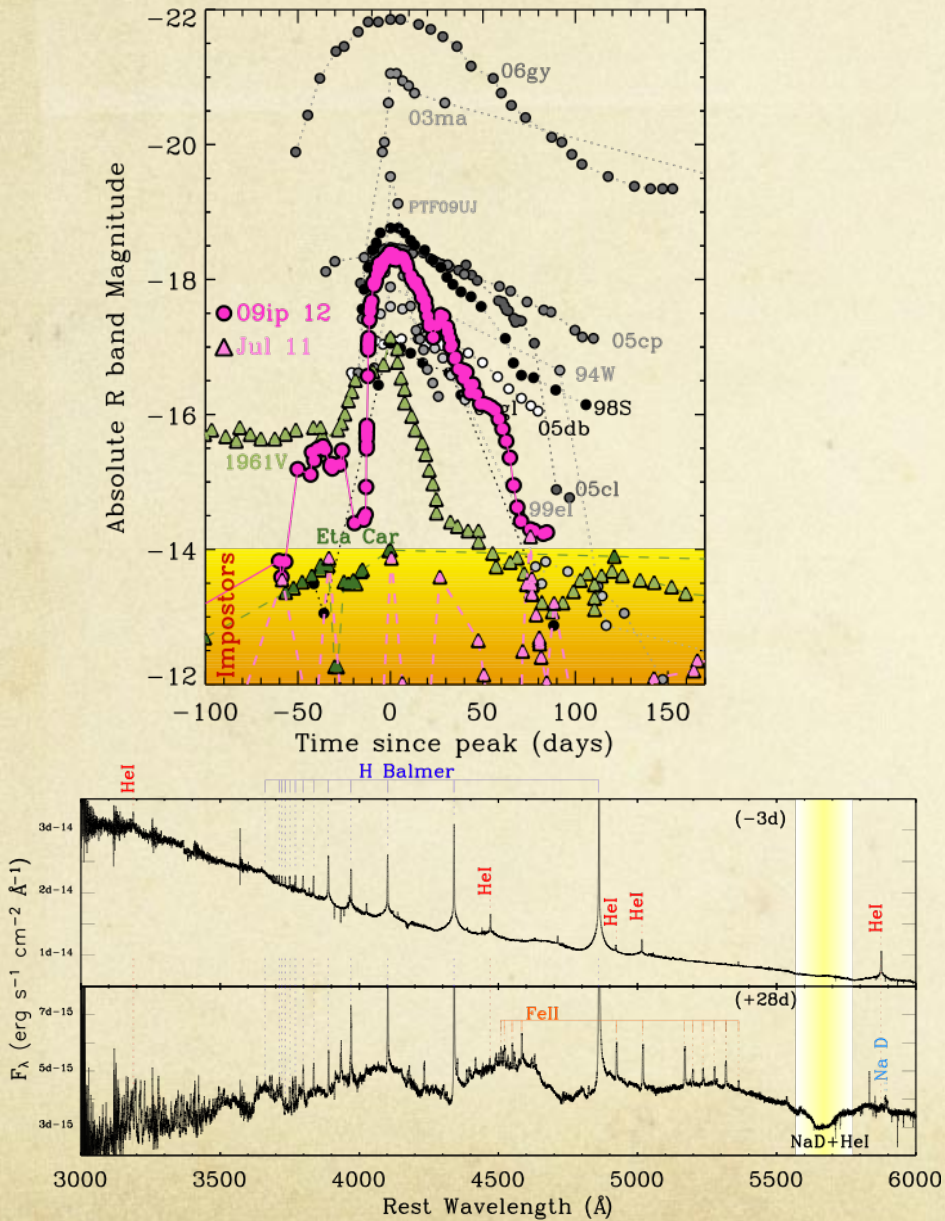 -22
06gy
03ma
-20
PTF09UJ
-18
09ip 12
Jul 11
05cp
94W
98S
-16
gl
05db
1961V
05cl
99el
Eta Car
-14
Impostors
-12
Absolute R band Magnitude
-100 -50 0 50 100 150
Time since peak (days)
HeI
H Balmer
(-3d)
3d-14
2d-14
1d-14
HeI
HeI
HeI
HeI
(+28d)
FeII
7d-15
5d-15
3d-15
Na D
NaD+HeI
Fλ (erg s⁻¹ cm⁻² Å⁻¹)
3000 3500 4000 4500 5000 5500 6000
Rest Wavelength (Å)